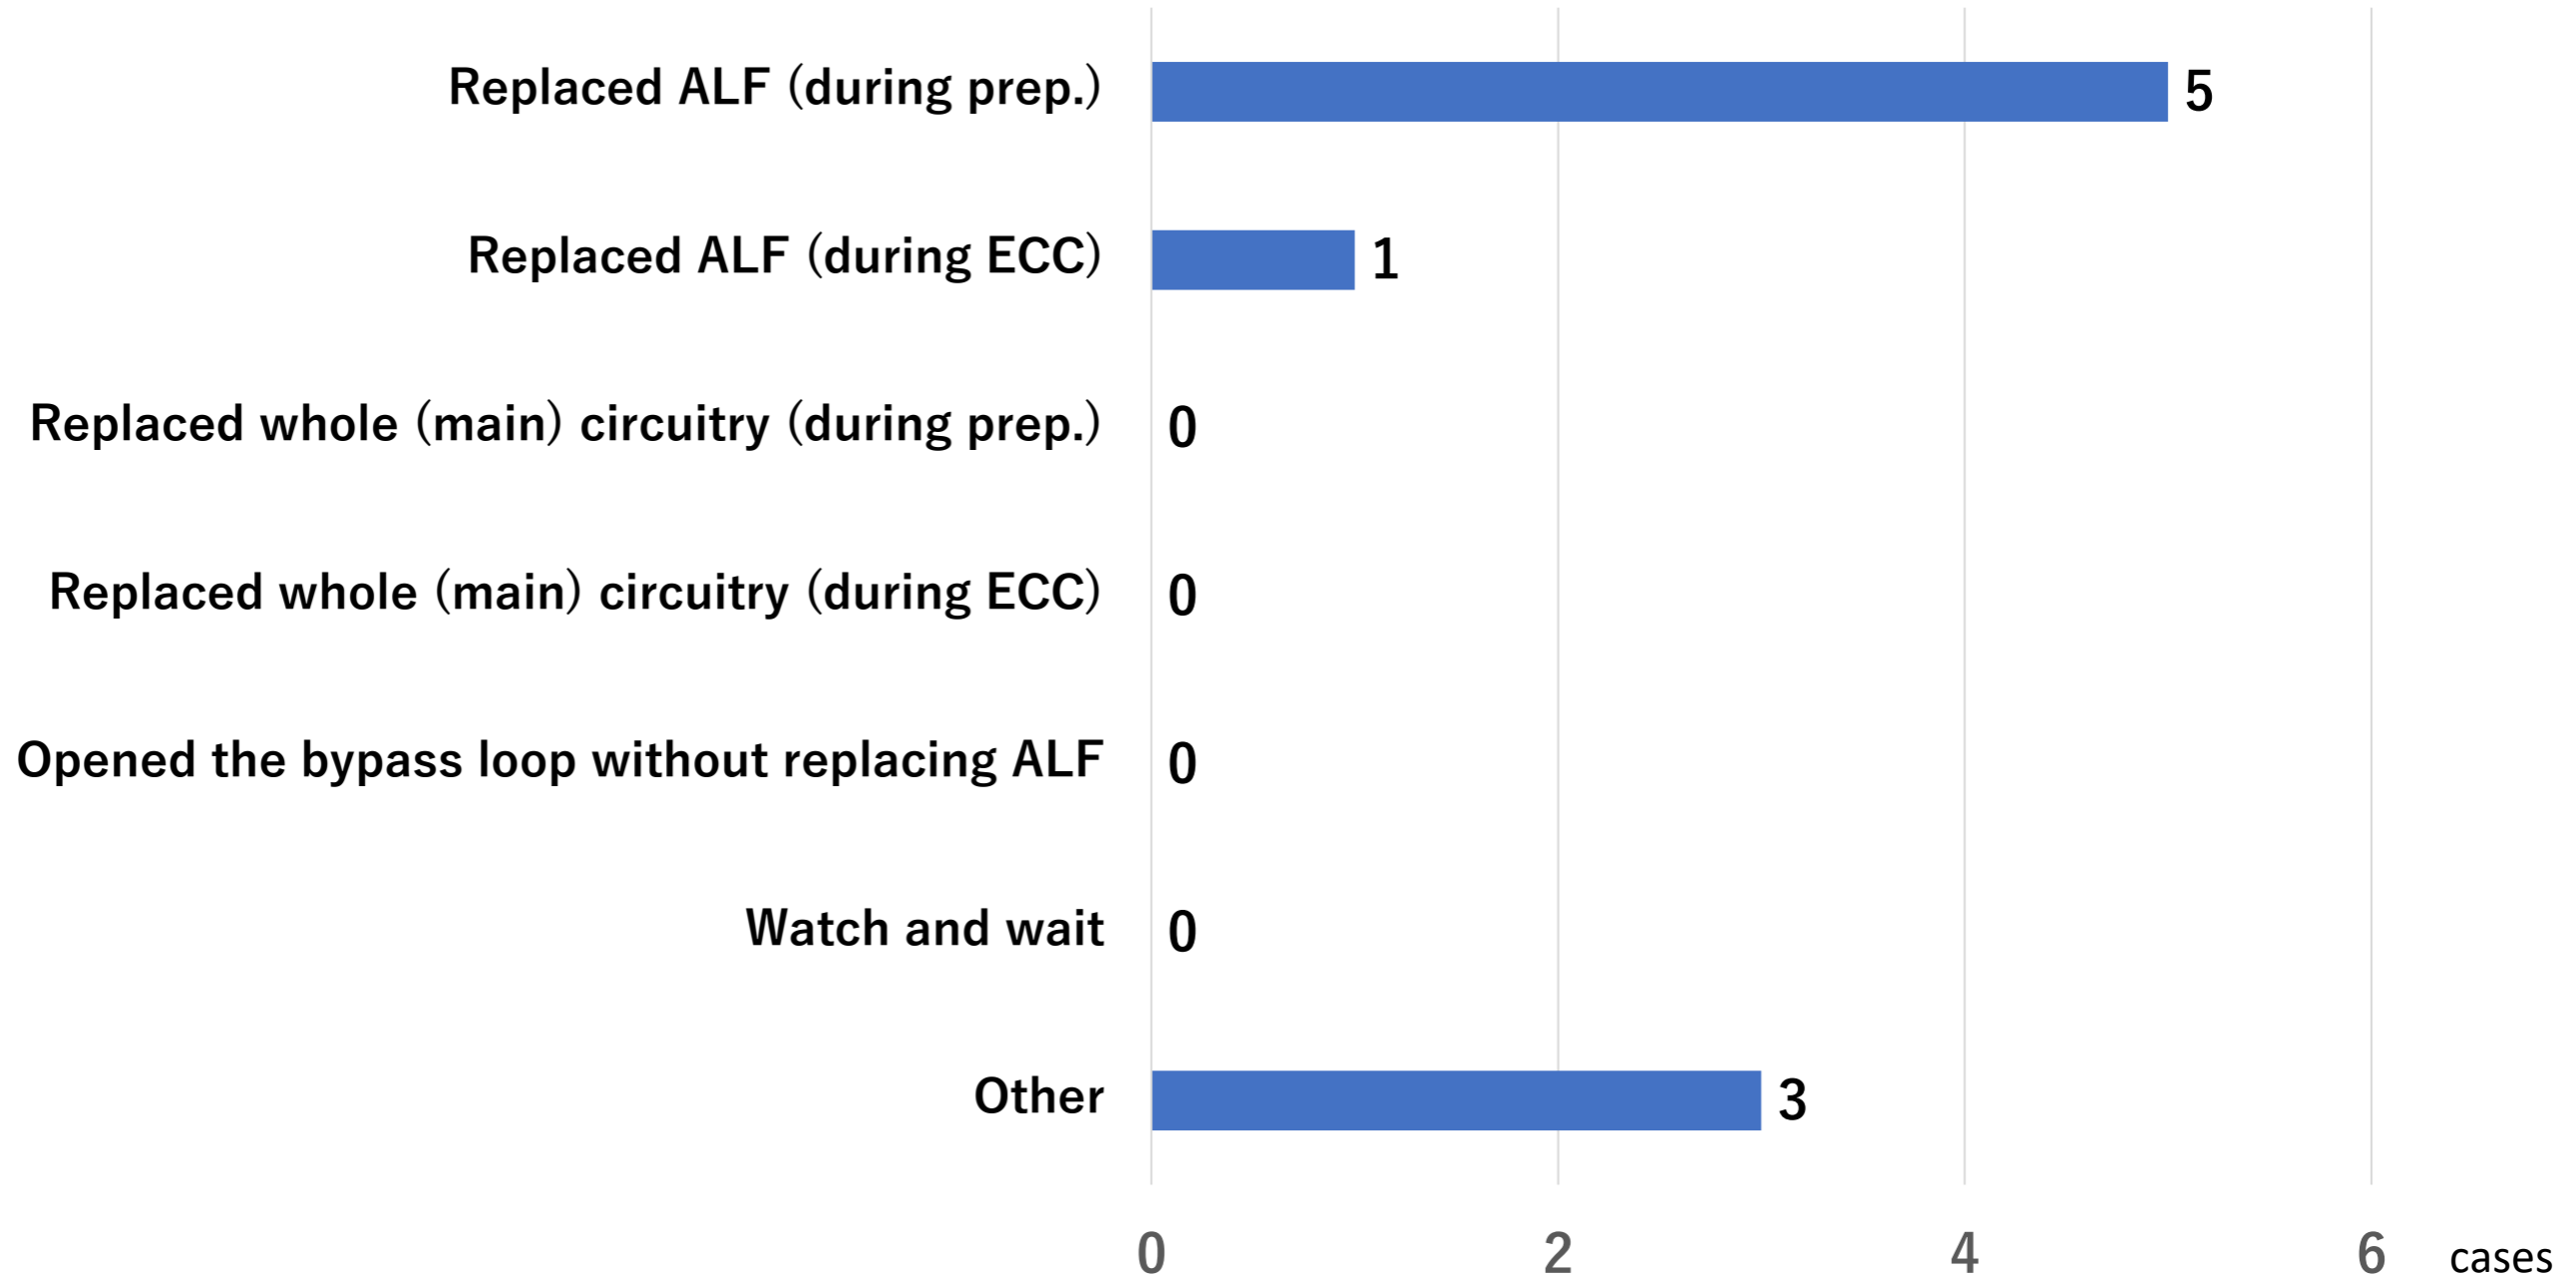 Replaced ALF (during prep.) 5
Replaced ALF (during ECC) 1
Replaced whole (main) circuitry (during prep.) 0
Replaced whole (main) circuitry (during ECC) 0
Opened the bypass loop without replacing ALF 0
Watch and wait 0
Other 3
0 2 4 6 cases